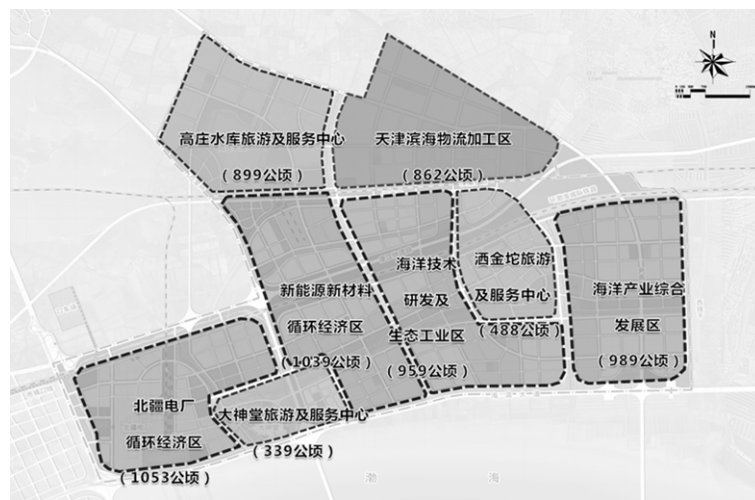 N
高庄水库旅游及服务中心
（899公顷）
天津滨海物流加工区
（862公顷）
新能源新材料
循环经济区
（1039公顷）
海洋技术
研发及
生态工业区
（959公顷）
洒金坨旅游
及服务中心
（488公顷）
海洋产业综合
发展区
（989公顷）
北疆电厂
循环经济区
（1053公顷）
大神堂旅游及服务中心
（339公顷）
渤 海